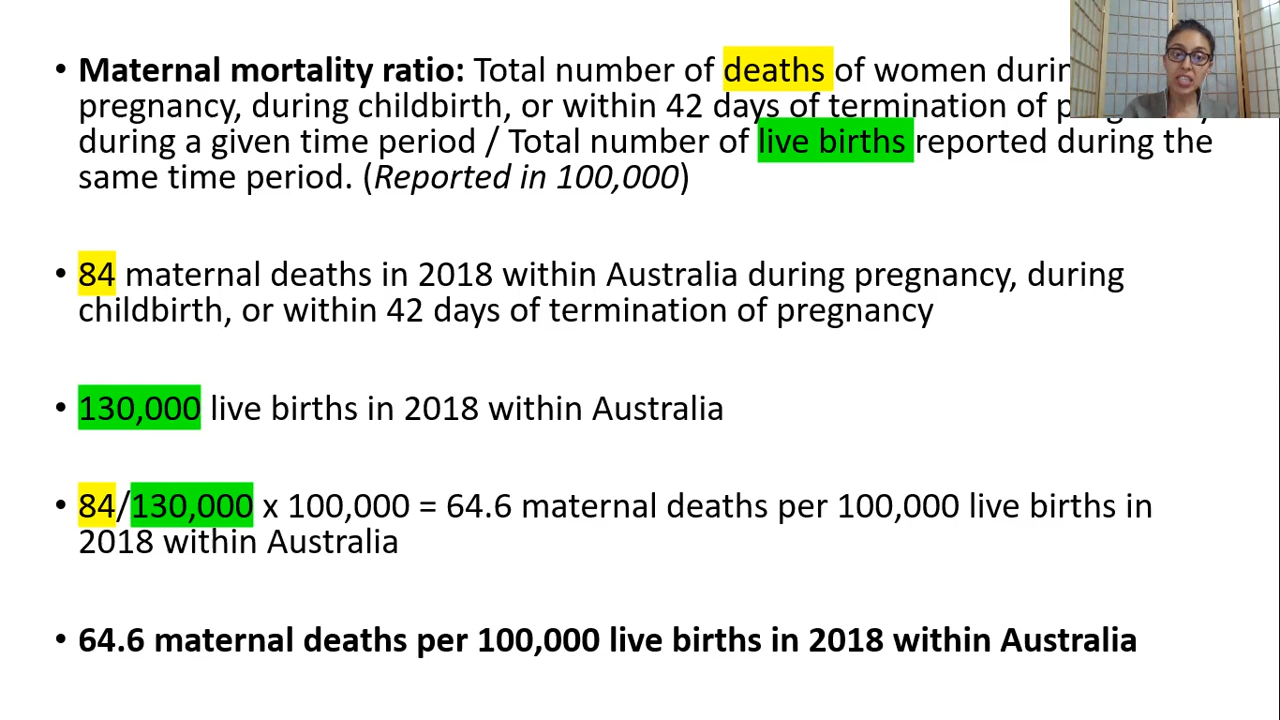 • Maternal mortality ratio: Total number of deaths of women
pregnancy, during childbirth, or within 42 days of termination of
during a given time period / Total number of live births reported during the
same time period. (Reported in 100,000)
• 84 maternal deaths in 2018 within Australia during pregnancy, during
childbirth, or within 42 days of termination of pregnancy
• 130,000 live births in 2018 within Australia
• 84/130,000 x 100,000 = 64.6 maternal deaths per 100,000 live births in
2018 within Australia
• 64.6 maternal deaths per 100,000 live births in 2018 within Australia